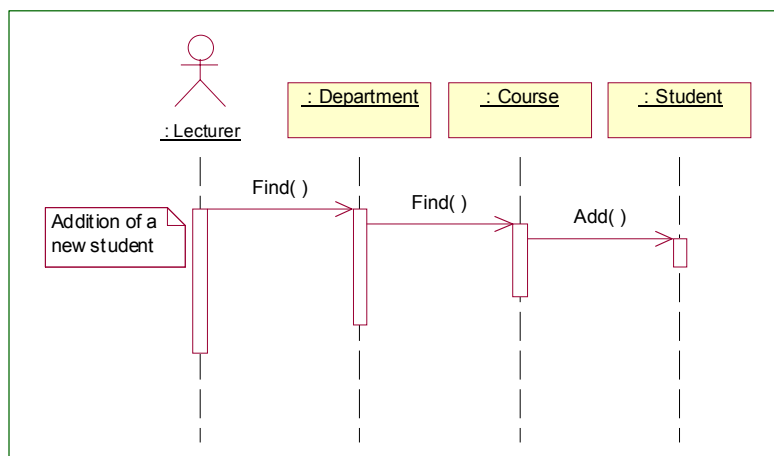 : Department
: Course
: Student
: Lecturer
Find( )
Find( )
Add( )
Addition of a
new student